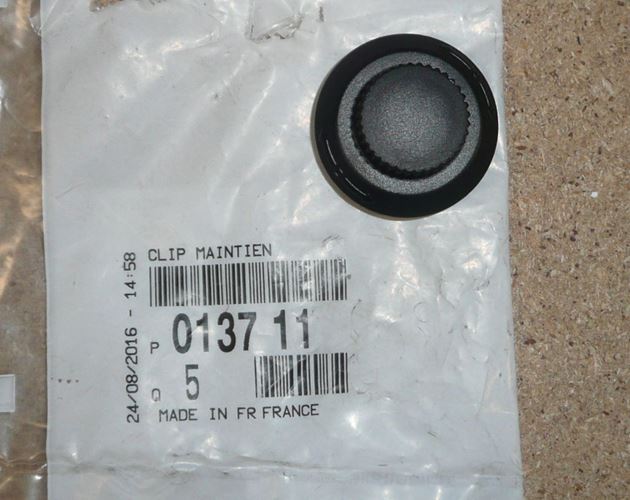 24/08/2016 - 14:58
CLIP MAINTIEN
P 0137 11
Q 5
MADE IN FR FRANCE